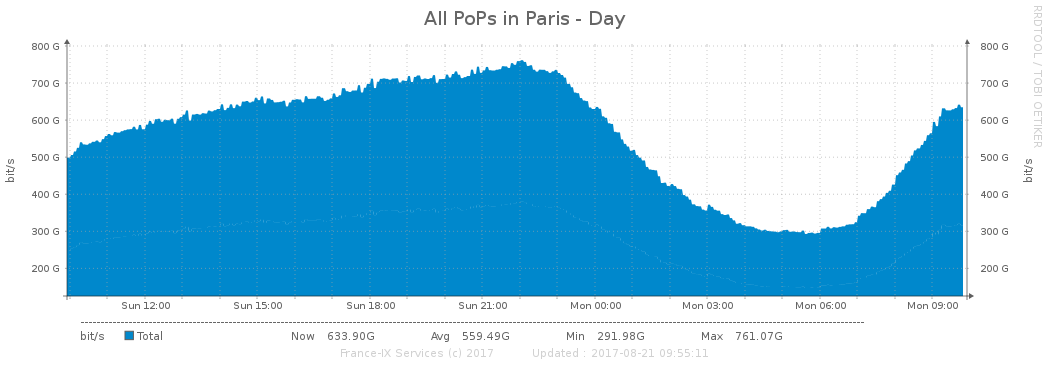 All PoPs in Paris - Day
RRDTOOL / TOBI OETIKER
800 G 800 G
700 G 700 G
600 G 600 G
500 G 500 G
bit/s bit/s
400 G 400 G
300 G 300 G
200 G 200 G
Sun 12:00 Sun 15:00 Sun 18:00 Sun 21:00 Mon 00:00 Mon 03:00 Mon 06:00 Mon 09:00
bit/s Total Now 633.90G Avg 559.49G Min 291.98G Max 761.07G
France-IX Services (c) 2017 Updated : 2017-08-21 09:55:11